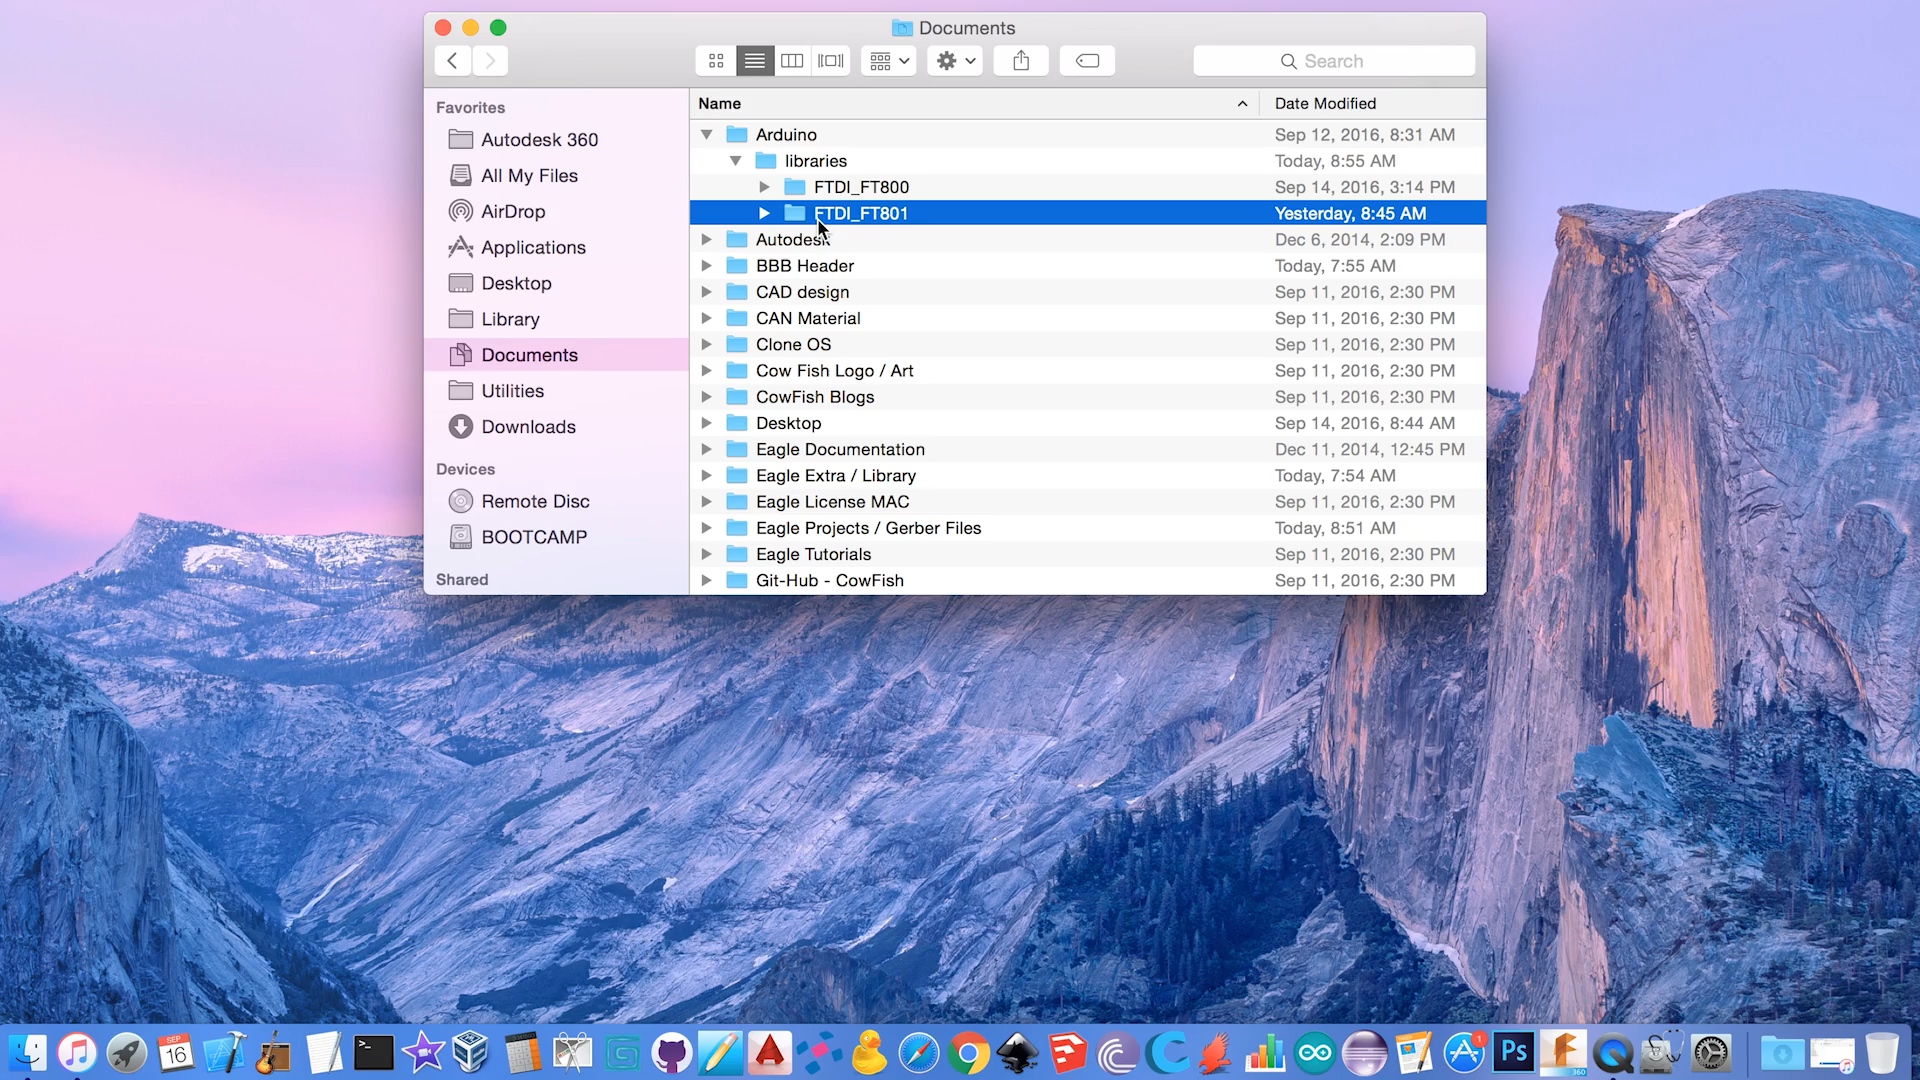 Documents
Search
Favorites
Autodesk 360
All My Files
AirDrop
Applications
Desktop
Library
Documents
Utilities
Downloads
Devices
Remote Disc
BOOTCAMP
Shared
Name Date Modified
Arduino Sep 12, 2016, 8:31 AM
libraries Today, 8:55 AM
FTDI_FT800 Sep 14, 2016, 3:14 PM
FTDI_FT801 Yesterday, 8:45 AM
Autodesk Dec 6, 2014, 2:09 PM
BBB Header Today, 7:55 AM
CAD design Sep 11, 2016, 2:30 PM
CAN Material Sep 11, 2016, 2:30 PM
Clone OS Sep 11, 2016, 2:30 PM
Cow Fish Logo / Art Sep 11, 2016, 2:30 PM
CowFish Blogs Sep 11, 2016, 2:30 PM
Desktop Sep 14, 2016, 8:44 AM
Eagle Documentation Dec 11, 2014, 12:45 PM
Eagle Extra / Library Today, 7:54 AM
Eagle License MAC Sep 11, 2016, 2:30 PM
Eagle Projects / Gerber Files Today, 8:51 AM
Eagle Tutorials Sep 11, 2016, 2:30 PM
Git-Hub - CowFish Sep 11, 2016, 2:30 PM
SEP
16
1
Ps
360